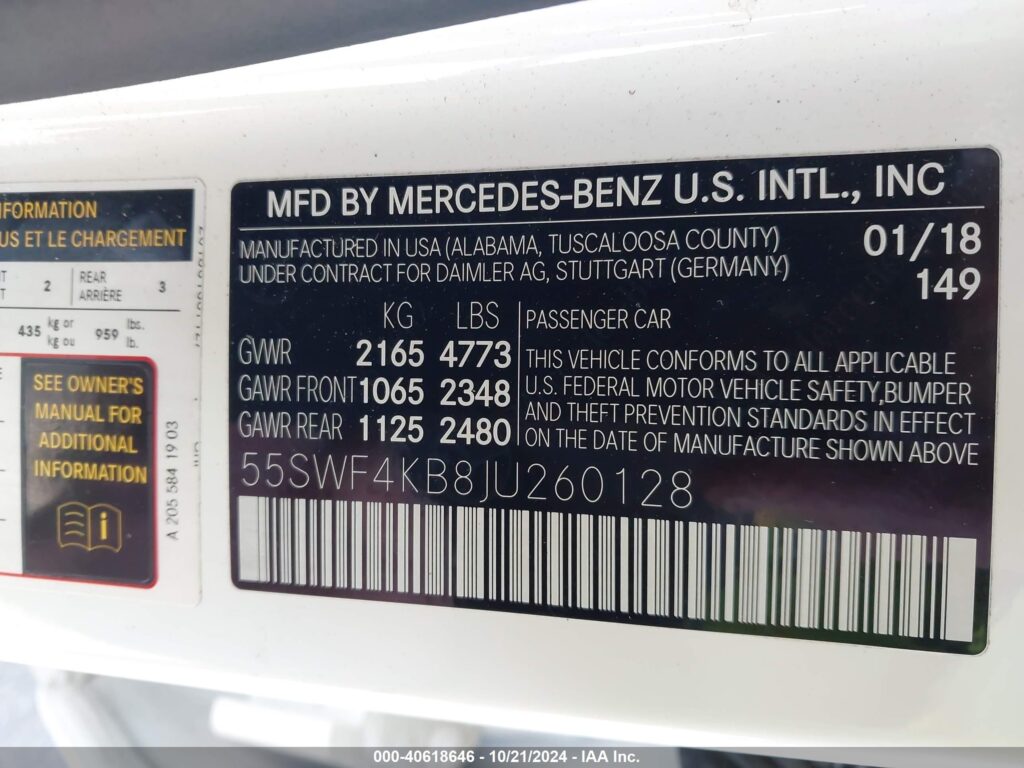 NFORMATION
US ET LE CHARGEMENT
2
REAR
ARRIÈRE
3
435
kg or
kg ou
959
lbs.
lb.
SEE OWNER'S
MANUAL FOR
ADDITIONAL
INFORMATION
A 205 584 19 03
MFD BY MERCEDES-BENZ U.S. INTL., INC
MANUFACTURED IN USA (ALABAMA, TUSCALOOSA COUNTY)
UNDER CONTRACT FOR DAIMLER AG, STUTTGART (GERMANY)
01/18
149
KG LBS
GVWR 2165 4773
GAWR FRONT 1065 2348
GAWR REAR 1125 2480
PASSENGER CAR
THIS VEHICLE CONFORMS TO ALL APPLICABLE
U.S. FEDERAL MOTOR VEHICLE SAFETY,BUMPER
AND THEFT PREVENTION STANDARDS IN EFFECT
ON THE DATE OF MANUFACTURE SHOWN ABOVE
55SWF4KB8JU260128
000-40618646 - 10/21/2024 - IAA Inc.